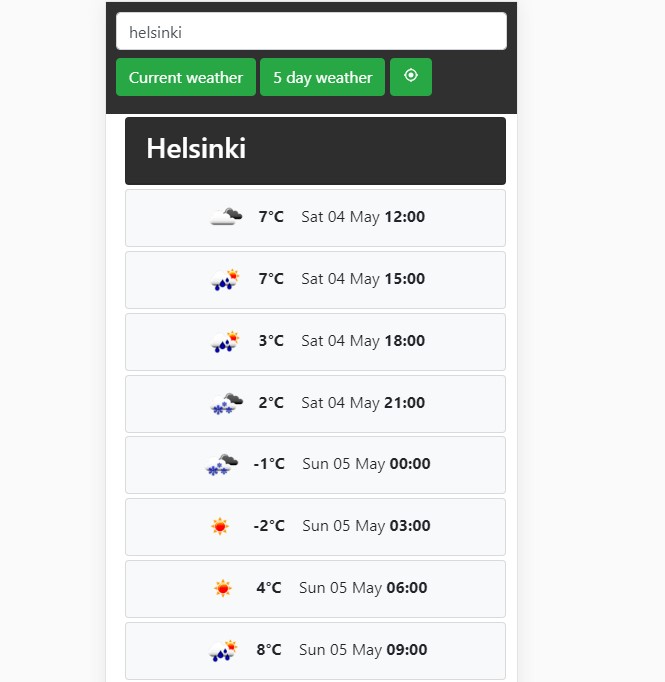 helsinki
Current weather 5 day weather
Helsinki
7°C Sat 04 May 12:00
7°C Sat 04 May 15:00
3°C Sat 04 May 18:00
2°C Sat 04 May 21:00
-1°C Sun 05 May 00:00
-2°C Sun 05 May 03:00
4°C Sun 05 May 06:00
8°C Sun 05 May 09:00